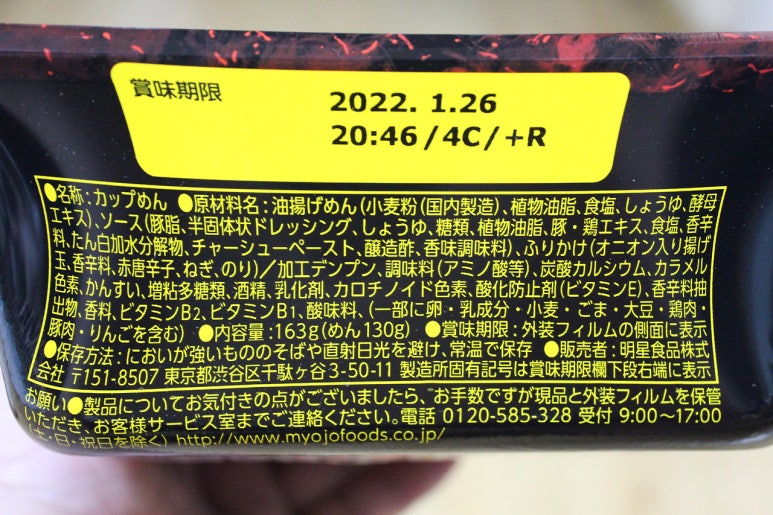 賞味期限
2022. 1.26
20:46/4C/+R
●名称:カップめん ●原材料名:油揚げめん(小麦粉(国内製造)、植物油脂、食塩、しょうゆ、酵母
エキス)、ソース(豚脂、半固体状ドレッシング、しょうゆ、糖類、植物油脂、豚・鶏エキス、食塩、香辛
料、たん白加水分解物、チャーシューペースト、醸造酢、香味調味料)、ふりかけ(オニオン入り揚げ
玉、香辛料、赤唐辛子、ねぎ、のり)/加工デンプン、調味料(アミノ酸等)、炭酸カルシウム、カラメル
色素、かんすい、増粘多糖類、酒精、乳化剤、カロチノイド色素、酸化防止剤(ビタミンE)、香辛料抽
出物、香料、ビタミンB2、ビタミンB1、酸味料、(一部に卵・乳成分・小麦・ごま・大豆・鶏肉・
豚肉・りんごを含む) ●内容量:163g(めん130g) ●賞味期限:外装フィルムの側面に表示
●保存方法:においが強いもののそばや直射日光を避け、常温で保存 ●販売者:明星食品株式
会社 〒151-8507 東京都渋谷区千駄ヶ谷3-50-11 製造所固有記号は賞味期限欄下段右端に表示
お願い●製品についてお気付きの点がございましたら、お手数ですが現品と外装フィルムを保管
いただき、お客様サービス室までご連絡ください。電話 0120-585-328 受付 9:00~17:00
(土・日・祝日を除く) http://www.myojofoods.co.jp/